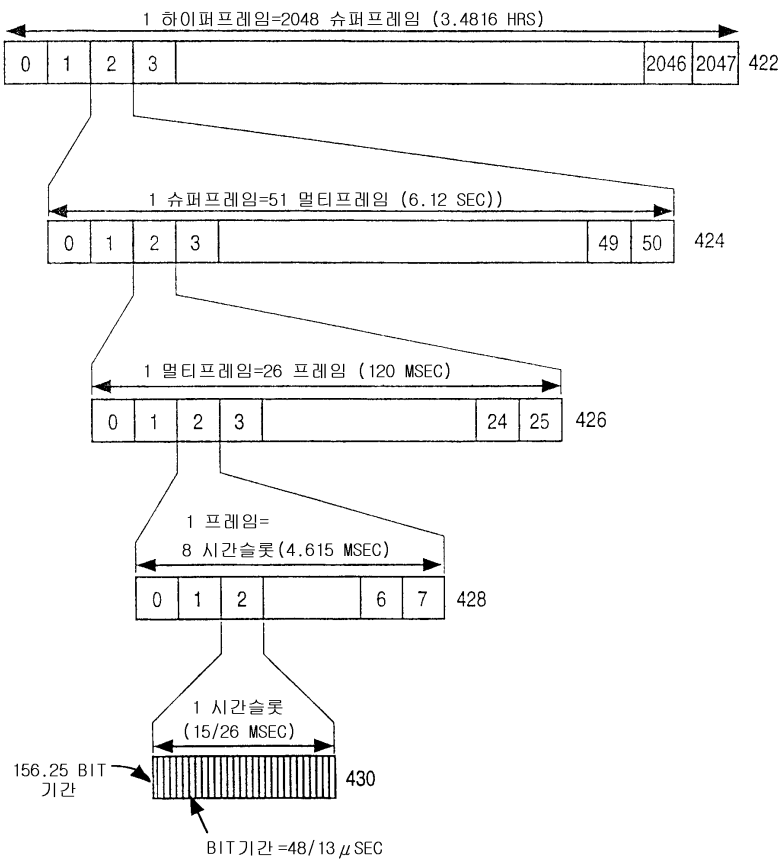 1 하이퍼프레임=2048 슈퍼프레임 (3.4816 HRS)
0 1 2 3 2046 2047 422
1 슈퍼프레임=51 멀티프레임 (6.12 SEC))
0 1 2 3 49 50 424
1 멀티프레임=26 프레임 (120 MSEC)
0 1 2 3 24 25 426
1 프레임=
8 시간슬롯(4.615 MSEC)
0 1 2 6 7 428
1 시간슬롯
(15/26 MSEC)
156.25 BIT
기간
430
BIT기간=48/13 μSEC